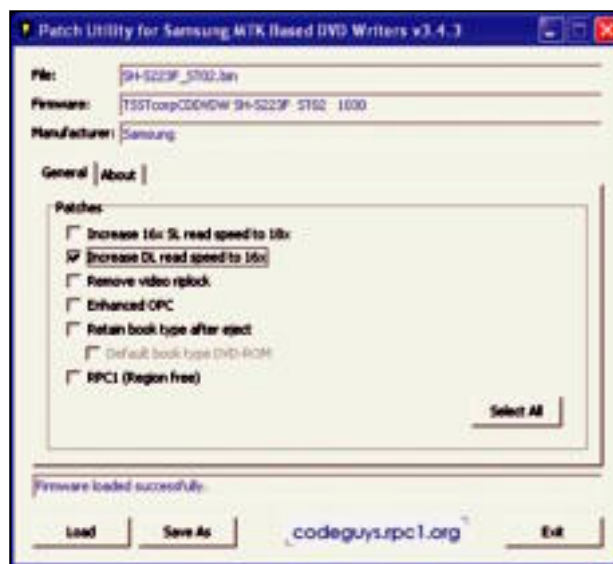 Patch Utility for Samsung MTK Based DVD Writers v3.4.3
File: SH-S223F_ST02.bin
Firmware: TSSTcorpCDDVDW SH-S223F ST02 1030
Manufacturer: Samsung
General About
Patches
Increase 16x SL read speed to 18x
Increase DL read speed to 16x
Remove video riplock
Enhanced OPC
Retain book type after eject
Default book type DVD-ROM
RPC1 (Region free)
Select All
Firmware loaded successfully.
Load Save As codeguys.rpc1.org Exit